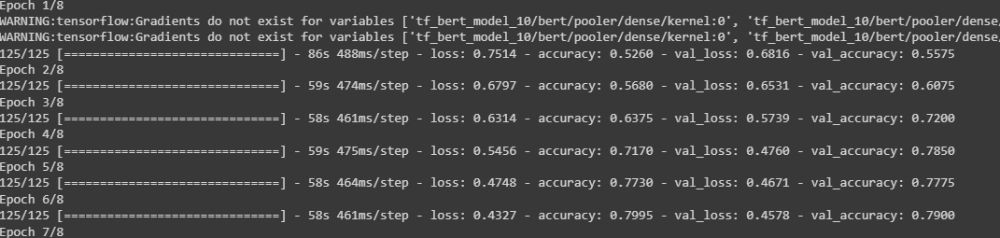 Epoch 1/8
WARNING:tensorflow:Gradients do not exist for variables ['tf_bert_model_10/bert/pooler/dense/kernel:0', 'tf_bert_model_10/bert/pooler/dense/
WARNING:tensorflow:Gradients do not exist for variables ['tf_bert_model_10/bert/pooler/dense/kernel:0', 'tf_bert_model_10/bert/pooler/dense/
125/125 [==============================] - 86s 488ms/step - loss: 0.7514 - accuracy: 0.5260 - val_loss: 0.6816 - val_accuracy: 0.5575
Epoch 2/8
125/125 [==============================] - 59s 474ms/step - loss: 0.6797 - accuracy: 0.5680 - val_loss: 0.6531 - val_accuracy: 0.6075
Epoch 3/8
125/125 [==============================] - 58s 461ms/step - loss: 0.6314 - accuracy: 0.6375 - val_loss: 0.5739 - val_accuracy: 0.7200
Epoch 4/8
125/125 [==============================] - 59s 475ms/step - loss: 0.5456 - accuracy: 0.7170 - val_loss: 0.4760 - val_accuracy: 0.7850
Epoch 5/8
125/125 [==============================] - 58s 464ms/step - loss: 0.4748 - accuracy: 0.7730 - val_loss: 0.4671 - val_accuracy: 0.7775
Epoch 6/8
125/125 [==============================] - 58s 461ms/step - loss: 0.4327 - accuracy: 0.7995 - val_loss: 0.4578 - val_accuracy: 0.7900
Epoch 7/8